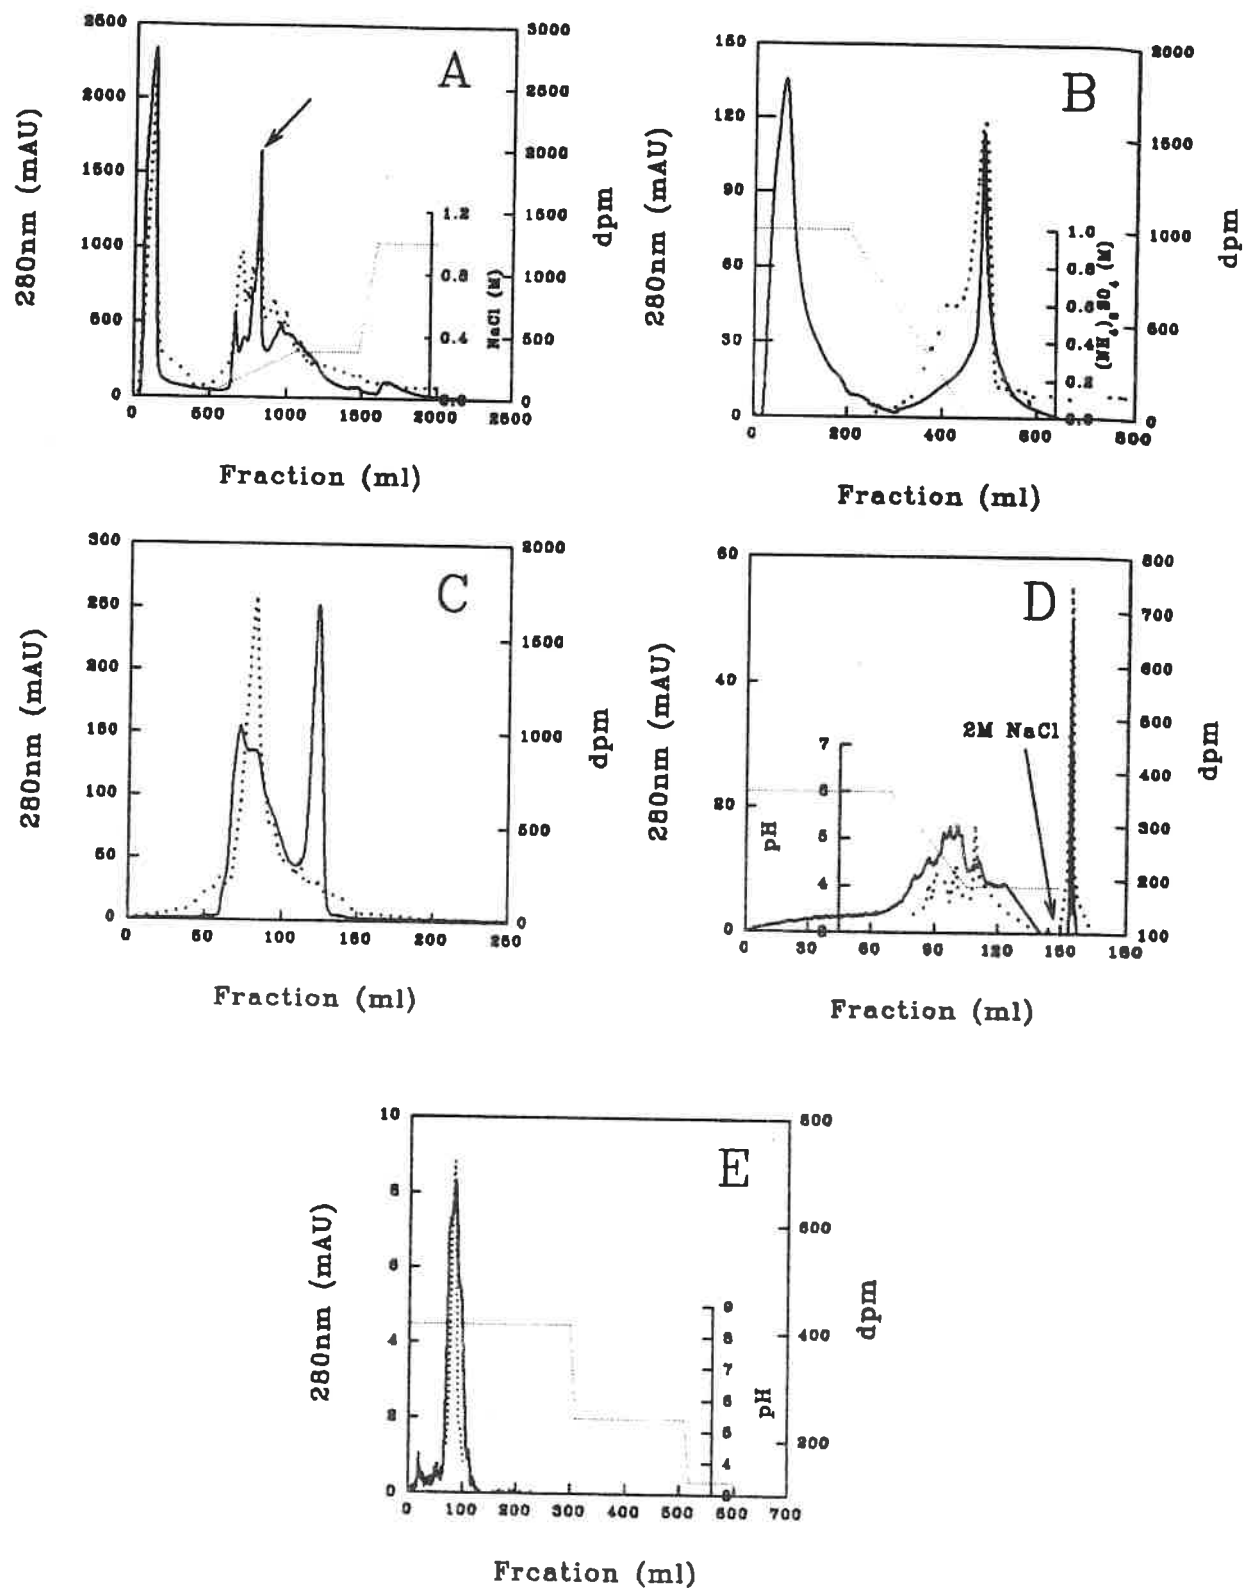 A
2500
2000
1500
1000
500
0
280nm (mAU)
3000
2500
2000
1500
1000
500
0
dpm
1.2
0.8
0.4
0.0
NaCl (M)
0 500 1000 1500 2000 2500
Fraction (ml)
B
150
120
90
60
30
0
280nm (mAU)
2000
1500
1000
500
0
dpm
1.0
0.8
0.6
0.4
0.2
0.0
(NH₄)₂SO₄ (M)
0 200 400 600 800
Fraction (ml)
C
300
250
200
150
100
50
0
280nm (mAU)
2000
1500
1000
500
0
dpm
0 50 100 150 200 250
Fraction (ml)
D
60
40
20
0
280nm (mAU)
800
700
600
500
400
300
200
100
dpm
2M NaCl
7
6
5
4
3
pH
0 30 60 90 120 150 180
Fraction (ml)
E
10
8
6
4
2
0
280nm (mAU)
800
600
400
200
dpm
9
8
7
6
5
4
3
pH
0 100 200 300 400 500 600 700
Frcation (ml)